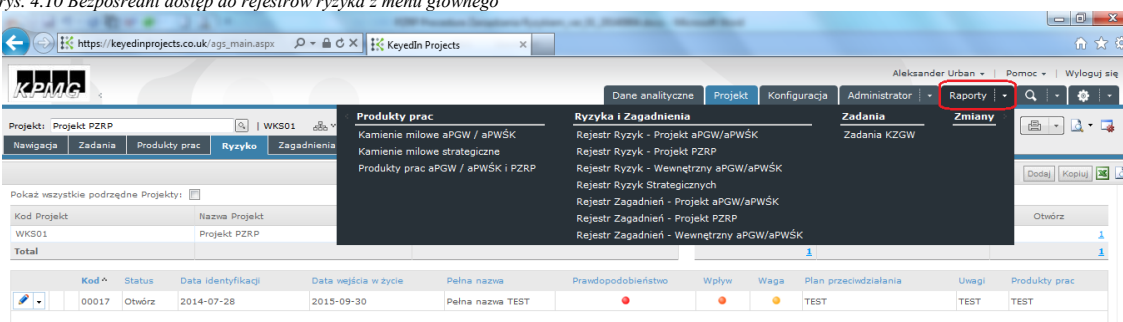 rys. 4.10 Bezpośredni dostęp do rejestrów ryzyka z menu głównego
https://keyedinprojects.co.uk/ags_main.aspx
KeyedIn Projects
KPMG
Aleksander Urban
Pomoc
Wyloguj się
Dane analityczne
Projekt
Konfiguracja
Administrator
Raporty
Projekt: Projekt PZRP
WKS01
Nawigacja
Zadania
Produkty prac
Ryzyko
Zagadnienia
Produkty prac
Kamienie milowe aPGW / aPWŚK
Kamienie milowe strategiczne
Produkty prac aPGW / aPWŚK i PZRP
Ryzyka i Zagadnienia
Rejestr Ryzyk - Projekt aPGW/aPWŚK
Rejestr Ryzyk - Projekt PZRP
Rejestr Ryzyk - Wewnętrzny aPGW/aPWŚK
Rejestr Ryzyk Strategicznych
Rejestr Zagadnień - Projekt aPGW/aPWŚK
Rejestr Zagadnień - Projekt PZRP
Rejestr Zagadnień - Wewnętrzny aPGW/aPWŚK
Zadania
Zadania KZGW
Zmiany
Dodaj
Kopiuj
Pokaż wszystkie podrzędne Projekty:
Kod Projekt Nazwa Projekt Otwórz
WKS01 Projekt PZRP 1
Total 1 1
Kod Status Data identyfikacji Data wejścia w życie Pełna nazwa Prawdopodobieństwo Wpływ Waga Plan przeciwdziałania Uwagi Produkty prac
00017 Otwórz 2014-07-28 2015-09-30 Pełna nazwa TEST TEST TEST TEST